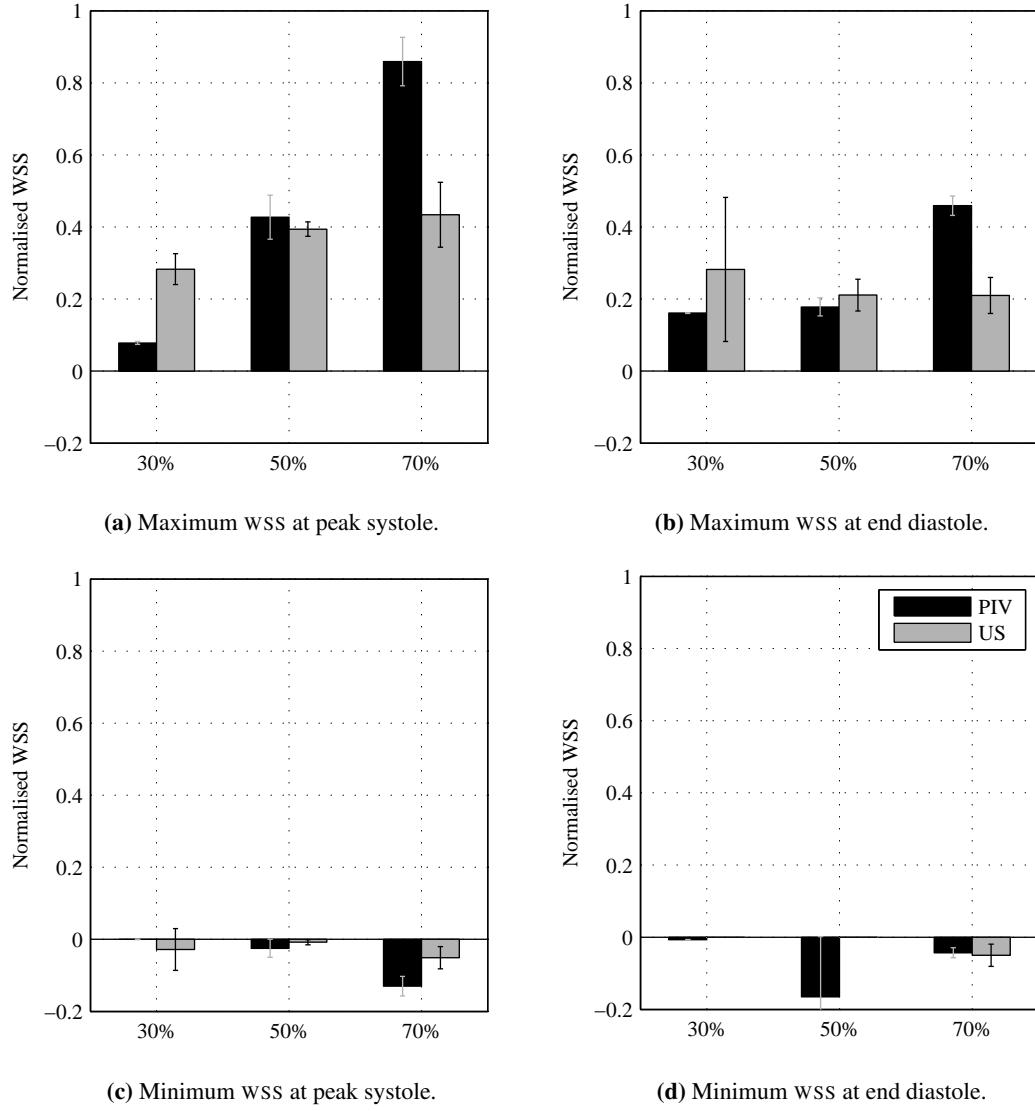 1
0.8
0.6
0.4
0.2
0
−0.2
Normalised WSS
30% 50% 70%
(a) Maximum WSS at peak systole.
1
0.8
0.6
0.4
0.2
0
−0.2
Normalised WSS
30% 50% 70%
(b) Maximum WSS at end diastole.
1
0.8
0.6
0.4
0.2
0
−0.2
Normalised WSS
30% 50% 70%
(c) Minimum WSS at peak systole.
1
0.8
0.6
0.4
0.2
0
−0.2
Normalised WSS
PIV
US
30% 50% 70%
(d) Minimum WSS at end diastole.